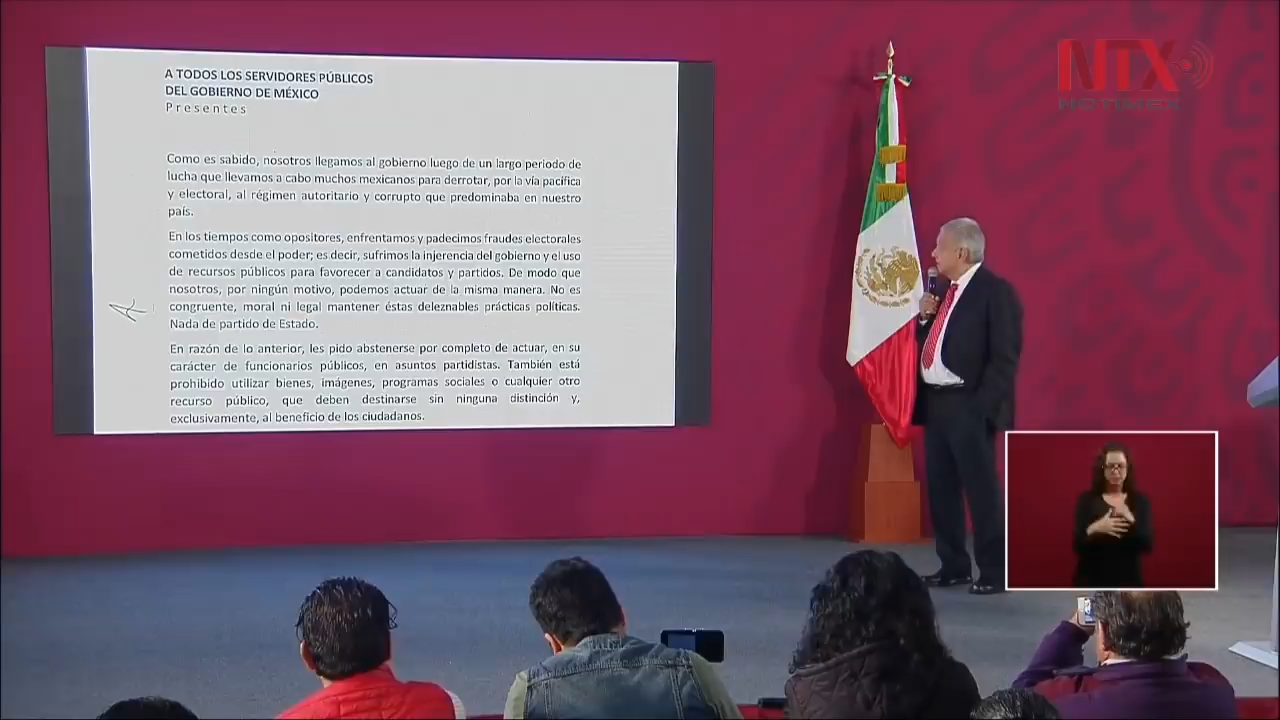 A TODOS LOS SERVIDORES PÚBLICOS
DEL GOBIERNO DE MÉXICO
Presentes
Como es sabido, nosotros llegamos al gobierno luego de un largo periodo de
lucha que llevamos a cabo muchos mexicanos para derrotar, por la vía pacífica
y electoral, al régimen autoritario y corrupto que predominaba en nuestro
país.
En los tiempos como opositores, enfrentamos y padecimos fraudes electorales
cometidos desde el poder; es decir, sufrimos la injerencia del gobierno y el uso
de recursos públicos para favorecer a candidatos y partidos. De modo que
nosotros, por ningún motivo, podemos actuar de la misma manera. No es
congruente, moral ni legal mantener éstas deleznables prácticas políticas.
Nada de partido de Estado.
En razón de lo anterior, les pido abstenerse por completo de actuar, en su
carácter de funcionarios públicos, en asuntos partidistas. También está
prohibido utilizar bienes, imágenes, programas sociales o cualquier otro
recurso público, que deben destinarse sin ninguna distinción y,
exclusivamente, al beneficio de los ciudadanos.
NTX
NOTIMEX